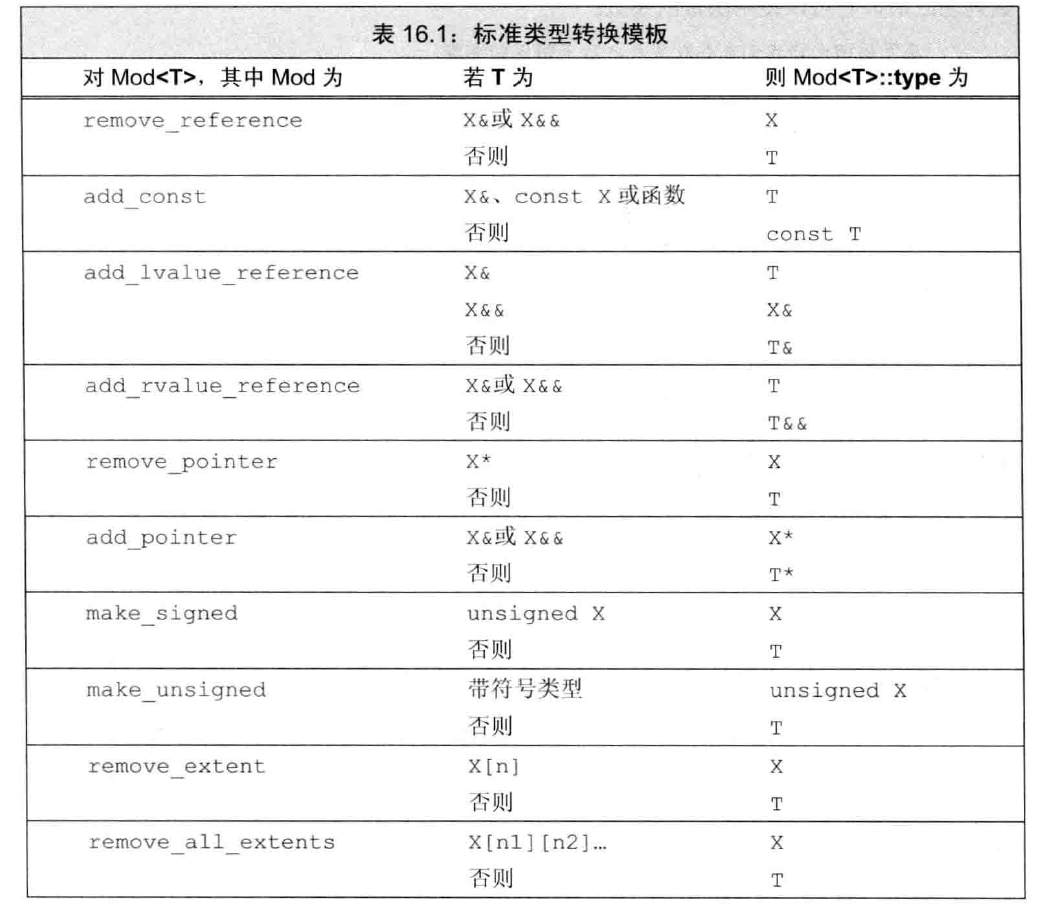 表 16.1：标准类型转换模板
对 Mod<T>，其中 Mod 为 若 T 为 则 Mod<T>::type 为
remove_reference X&或 X&& X
否则 T
add_const X&、const X 或函数 T
否则 const T
add_lvalue_reference X& T
X&& X&
否则 T&
add_rvalue_reference X&或 X&& T
否则 T&&
remove_pointer X* X
否则 T
add_pointer X&或 X&& X*
否则 T*
make_signed unsigned X X
否则 T
make_unsigned 带符号类型 unsigned X
否则 T
remove_extent X[n] X
否则 T
remove_all_extents X[n1][n2]… X
否则 T